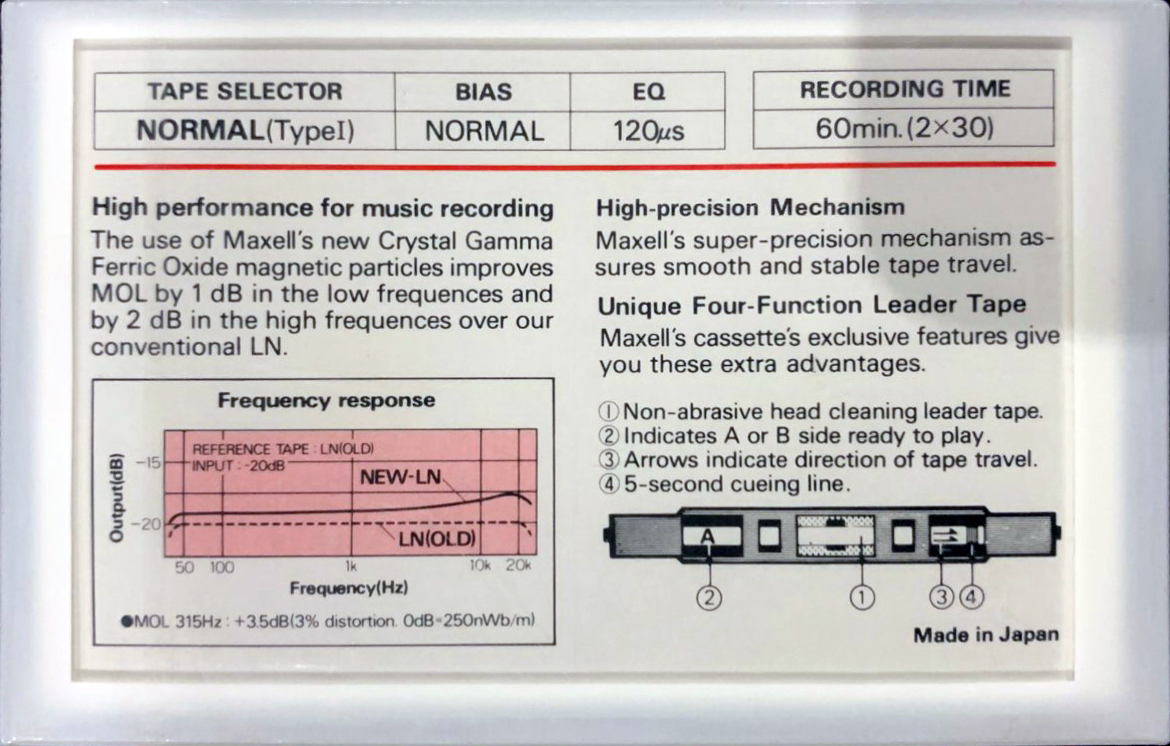 TAPE SELECTOR BIAS EQ RECORDING TIME
NORMAL(TypeI) NORMAL 120μs 60min.(2×30)
High performance for music recording
The use of Maxell's new Crystal Gamma
Ferric Oxide magnetic particles improves
MOL by 1 dB in the low frequences and
by 2 dB in the high frequences over our
conventional LN.
Frequency response
REFERENCE TAPE : LN(OLD)
INPUT : -20dB
NEW-LN
LN(OLD)
Output(dB)
-15
-20
50 100 1k 10k 20k
Frequency(Hz)
●MOL 315Hz : +3.5dB(3% distortion. 0dB=250nWb/m)
High-precision Mechanism
Maxell's super-precision mechanism as-
sures smooth and stable tape travel.
Unique Four-Function Leader Tape
Maxell's cassette's exclusive features give
you these extra advantages.
①Non-abrasive head cleaning leader tape.
②Indicates A or B side ready to play.
③Arrows indicate direction of tape travel.
④5-second cueing line.
A
② ① ③ ④
Made in Japan